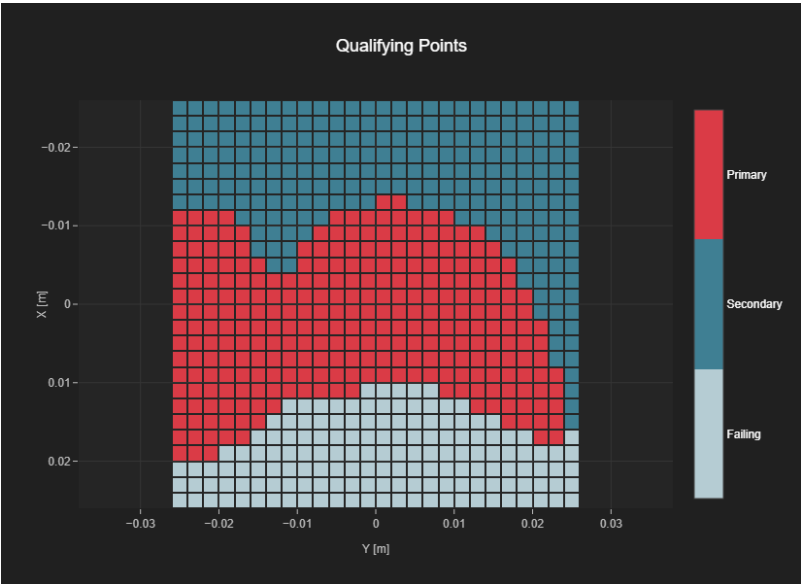 Qualifying Points
−0.02
−0.01
0
0.01
0.02
X [m]
−0.03
−0.02
−0.01
0
0.01
0.02
0.03
Y [m]
Primary
Secondary
Failing